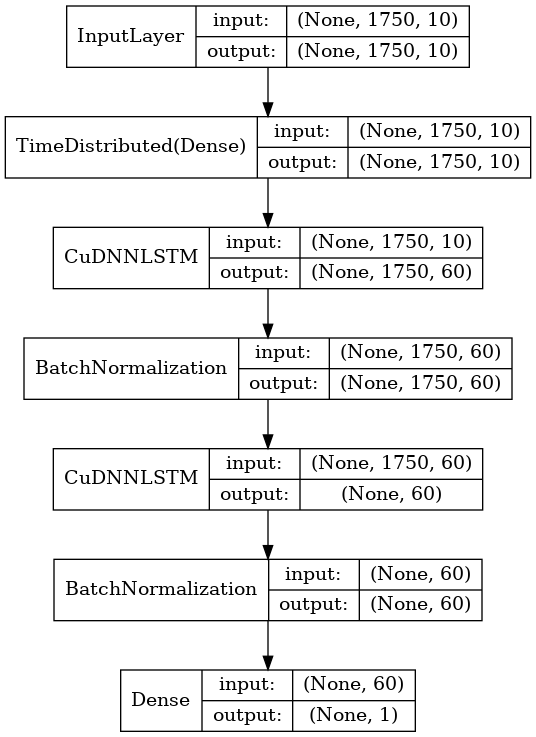 InputLayer
input: (None, 1750, 10)
output: (None, 1750, 10)
TimeDistributed(Dense)
input: (None, 1750, 10)
output: (None, 1750, 10)
CuDNNLSTM
input: (None, 1750, 10)
output: (None, 1750, 60)
BatchNormalization
input: (None, 1750, 60)
output: (None, 1750, 60)
CuDNNLSTM
input: (None, 1750, 60)
output: (None, 60)
BatchNormalization
input: (None, 60)
output: (None, 60)
Dense
input: (None, 60)
output: (None, 1)